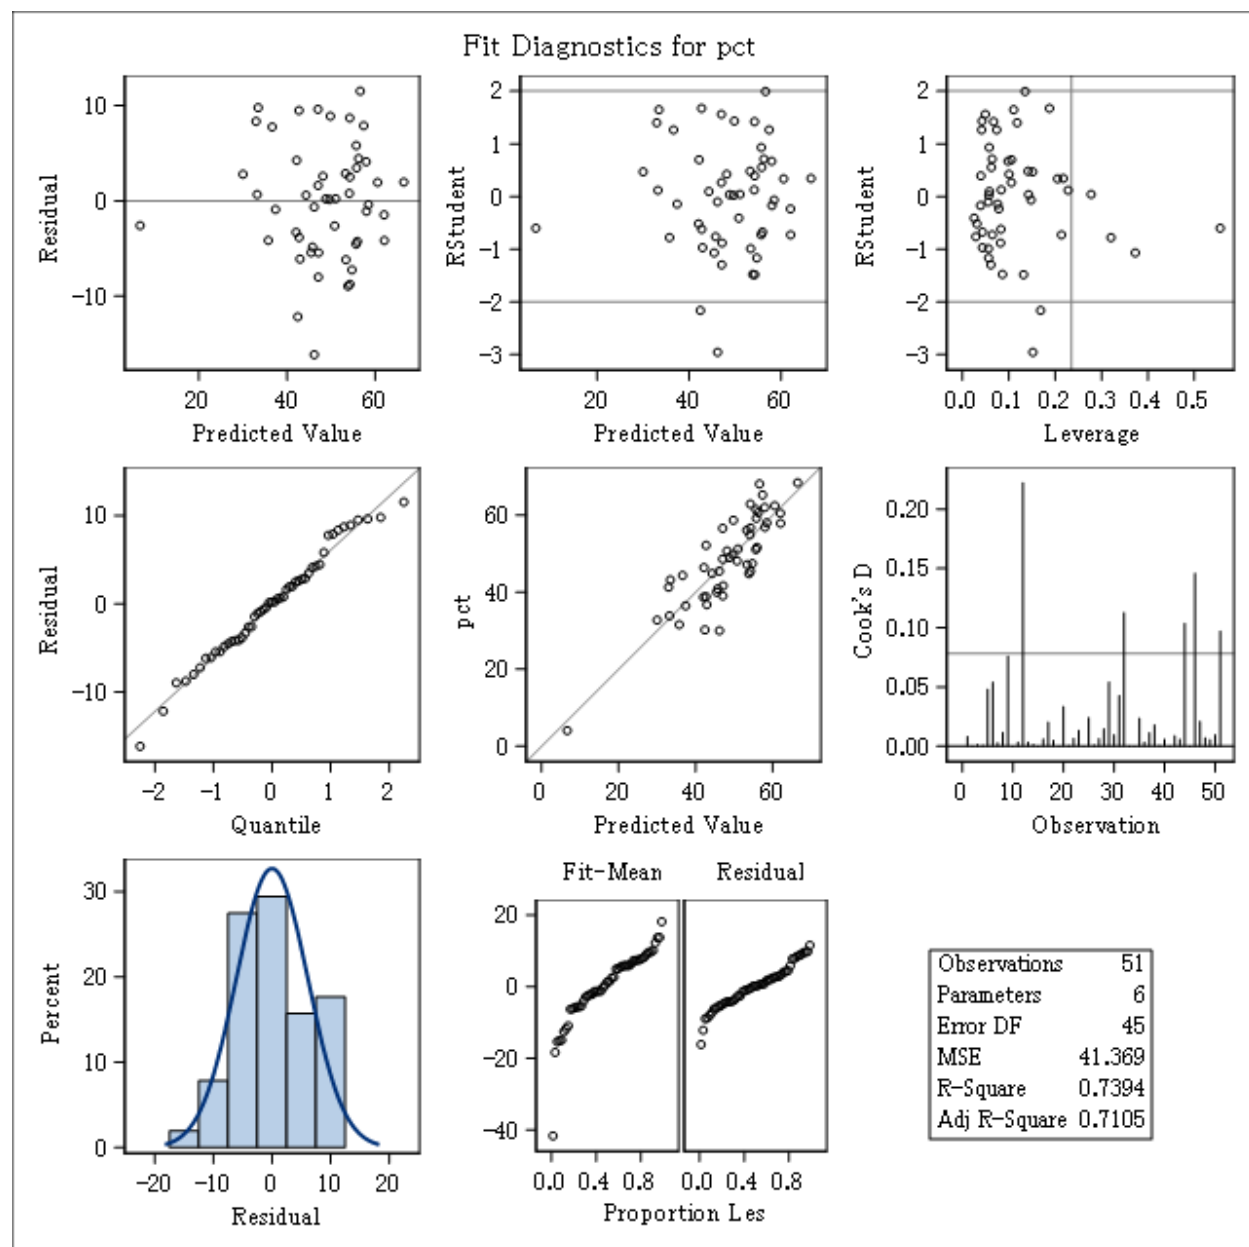 Fit Diagnostics for pct
10
0
-10
Residual
20 40 60
Predicted Value
2
1
0
-1
-2
-3
RStudent
20 40 60
Predicted Value
2
1
0
-1
-2
-3
RStudent
0.0 0.1 0.2 0.3 0.4 0.5
Leverage
10
0
-10
Residual
-2 -1 0 1 2
Quantile
60
40
20
0
pct
0 20 40 60
Predicted Value
0.20
0.15
0.10
0.05
0.00
Cook's D
0 10 20 30 40 50
Observation
30
20
10
0
Percent
-20 -10 0 10 20
Residual
Fit-Mean Residual
20
0
-20
-40
0.0 0.4 0.8 0.0 0.4 0.8
Proportion Les
Observations 51
Parameters 6
Error DF 45
MSE 41.369
R-Square 0.7394
Adj R-Square 0.7105